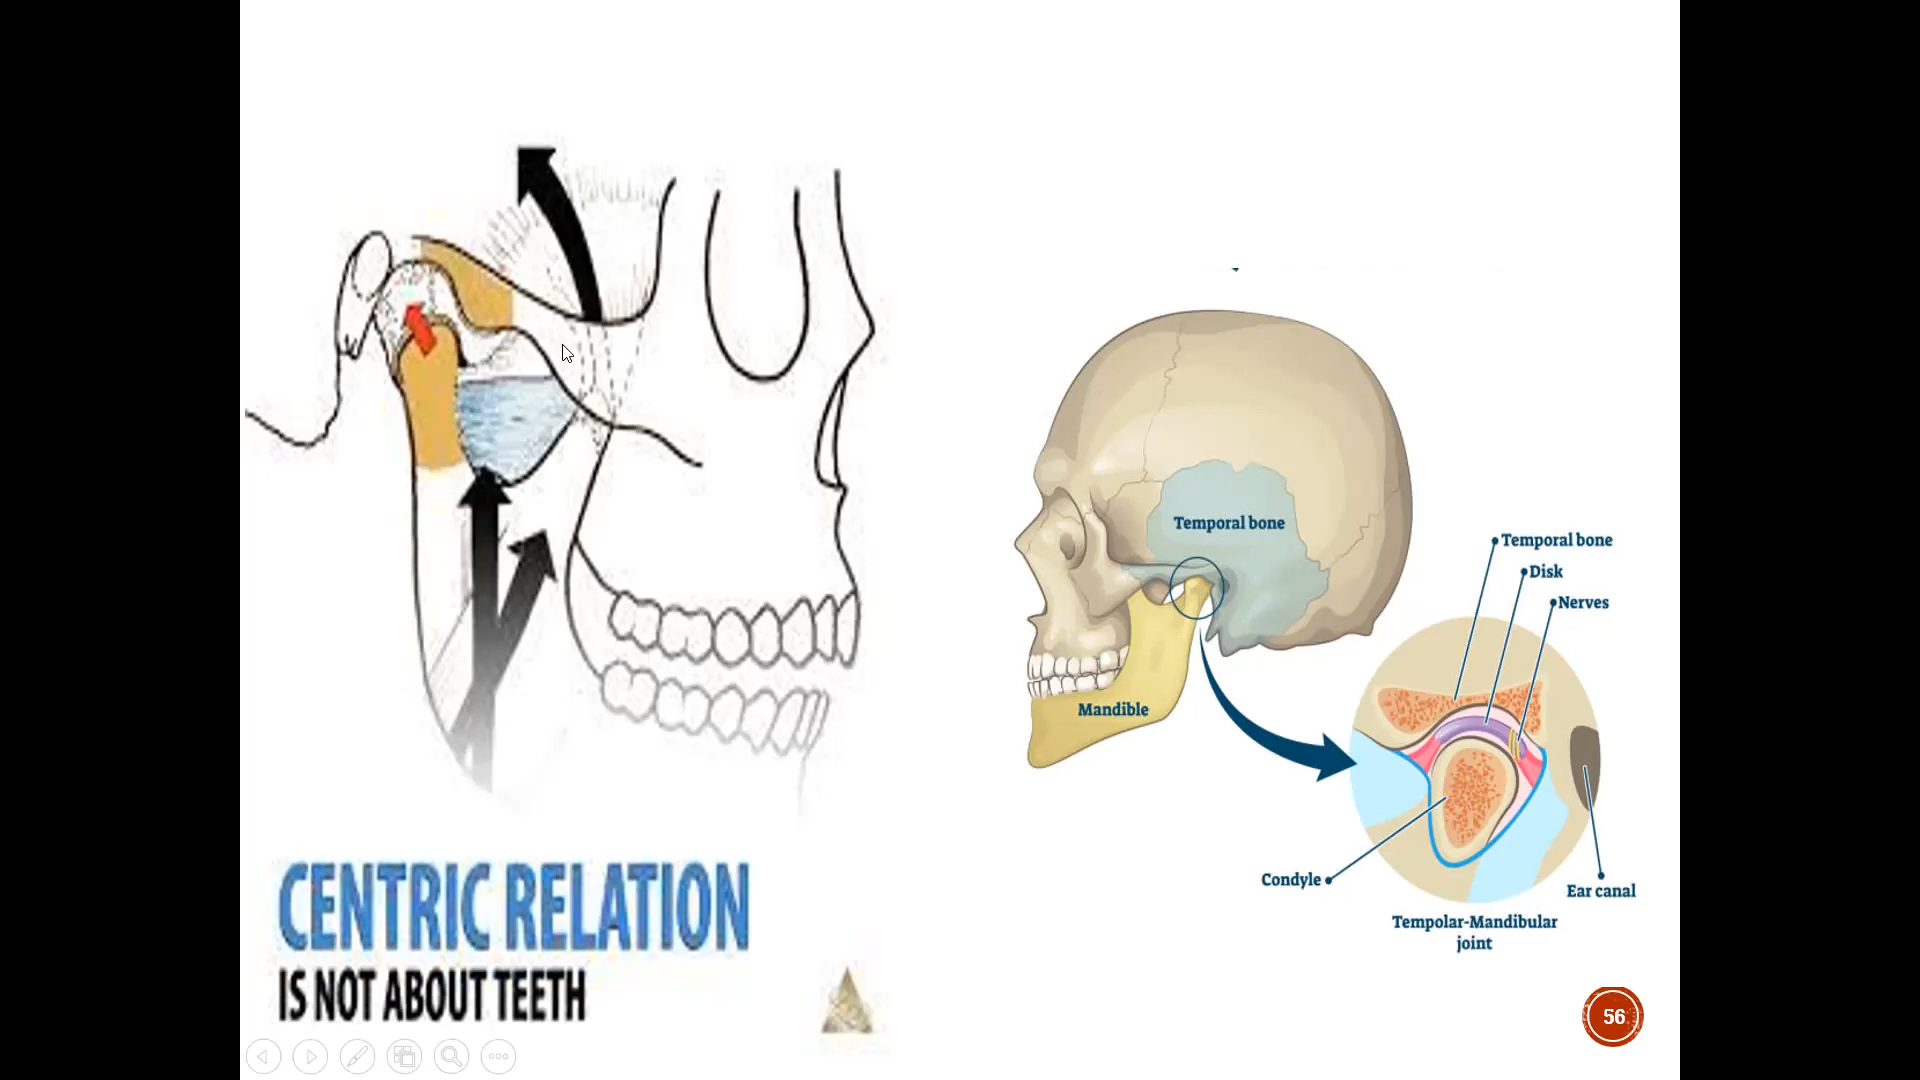 CENTRIC RELATION
IS NOT ABOUT TEETH
Temporal bone
Mandible
Temporal bone
Disk
Nerves
Condyle
Ear canal
Tempolar-Mandibular
joint
56